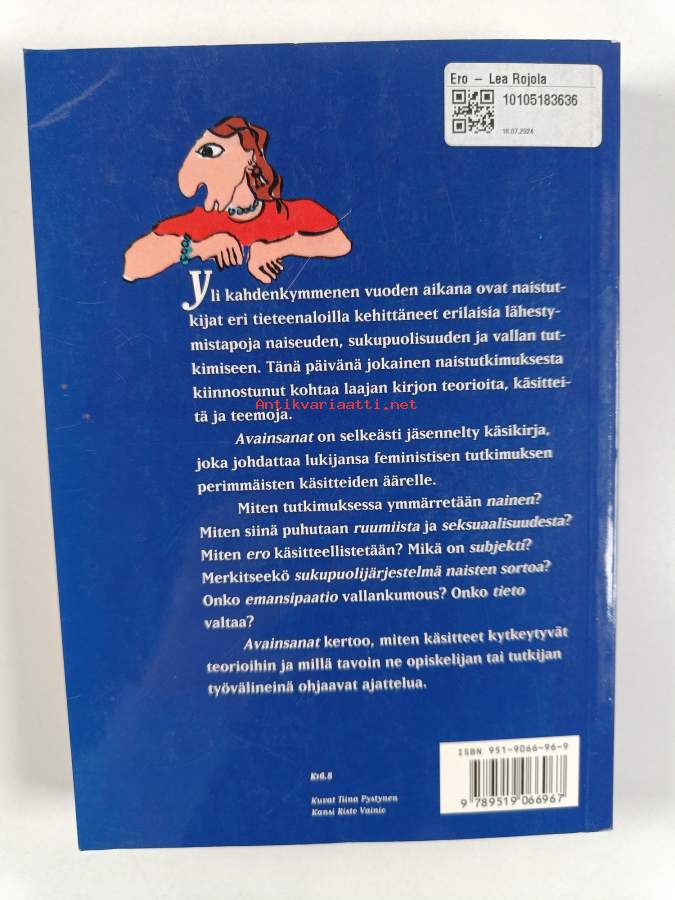 Ero – Lea Rojola
10105183636
18.07.2024
Yli kahdenkymmenen vuoden aikana ovat naistut-
kijat eri tieteenaloilla kehittäneet erilaisia lähesty-
mistapoja naiseuden, sukupuolisuuden ja vallan tut-
kimiseen. Tänä päivänä jokainen naistutkimuksesta
kiinnostunut kohtaa laajan kirjon teorioita, käsittei-
tä ja teemoja.
Antikvariaatti.net
Avainsanat on selkeästi jäsennelty käsikirja,
joka johdattaa lukijansa feministisen tutkimuksen
perimmäisten käsitteiden äärelle.
Miten tutkimuksessa ymmärretään nainen?
Miten siinä puhutaan ruumiista ja seksuaalisuudesta?
Miten ero käsitteellistetään? Mikä on subjekti?
Merkitseekö sukupuolijärjestelmä naisten sortoa?
Onko emansipaatio vallankumous? Onko tieto
valtaa?
Avainsanat kertoo, miten käsitteet kytkeytyvät
teorioihin ja millä tavoin ne opiskelijan tai tutkijan
työvälineinä ohjaavat ajattelua.
Kt6.8
Kuvat Tiina Pystynen
Kansi Risto Vainio
ISBN 951-9066-96-9
9 789519 066967